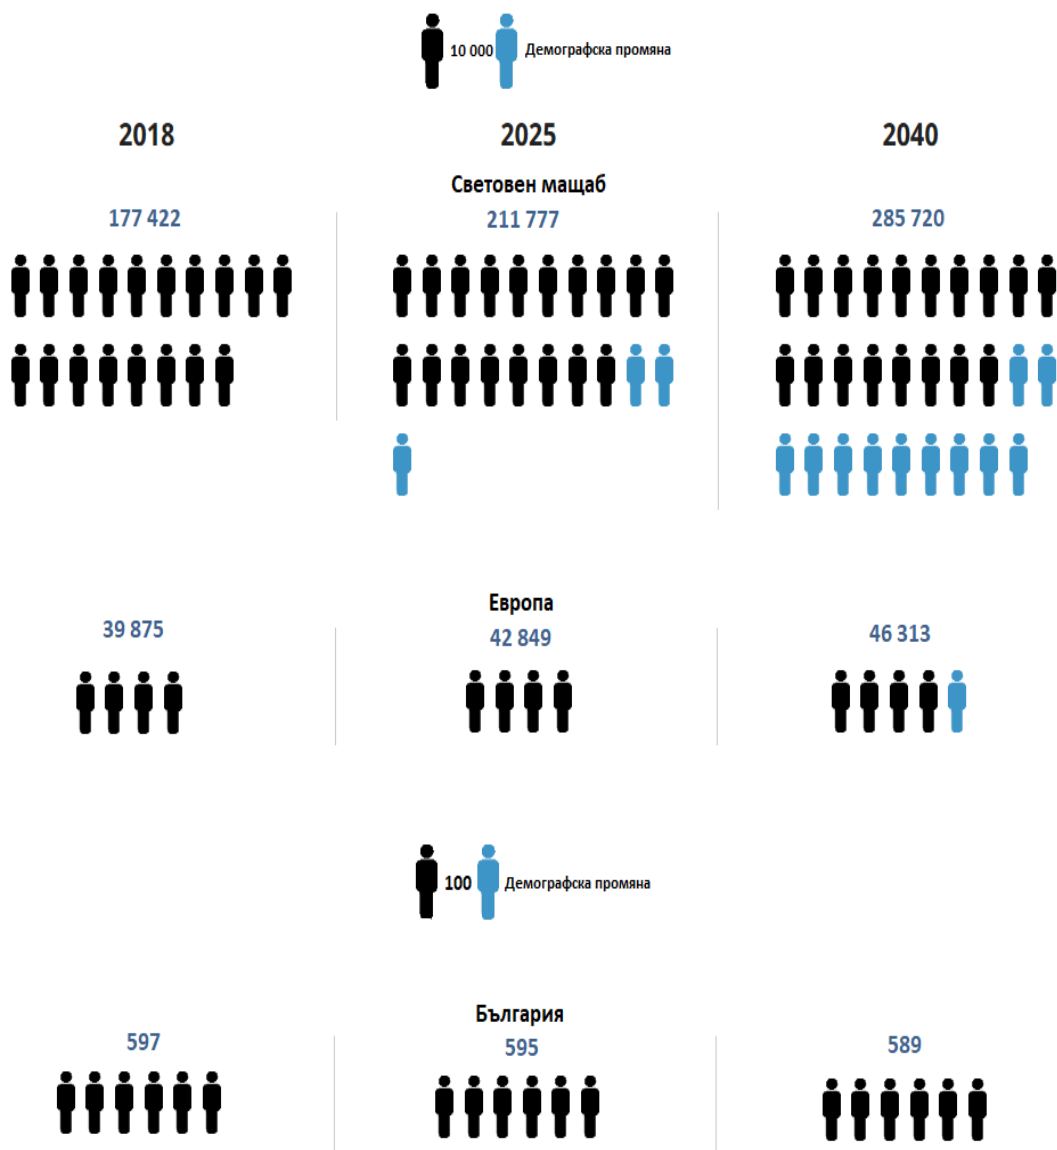 10 000 Демографска промяна
2018 2025 2040
Световен мащаб
177 422 211 777 285 720
Европа
39 875 42 849 46 313
100 Демографска промяна
България
597 595 589